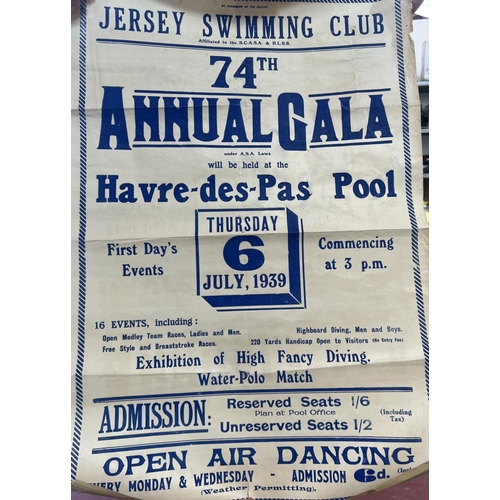 JERSEY SWIMMING CLUB
Affiliated to the S.C.A.S.A. & R.L.S.S.
74TH
ANNUAL GALA
under A.S.A. Laws
will be held at the
Havre-des-Pas Pool
First Day's Events
THURSDAY
6
JULY, 1939
Commencing at 3 p.m.
16 EVENTS, including:
Open Medley Team Races, Ladies and Men.
Highboard Diving, Men and Boys.
Free Style and Breaststroke Races.
220 Yards Handicap Open to Visitors (No Entry Fee)
Exhibition of High Fancy Diving.
Water-Polo Match
ADMISSION:
Reserved Seats 1/6
Plan at Pool Office
Unreserved Seats 1/2
(Including Tax)
OPEN AIR DANCING
EVERY MONDAY & WEDNESDAY - ADMISSION 6d.
(Weather Permitting)